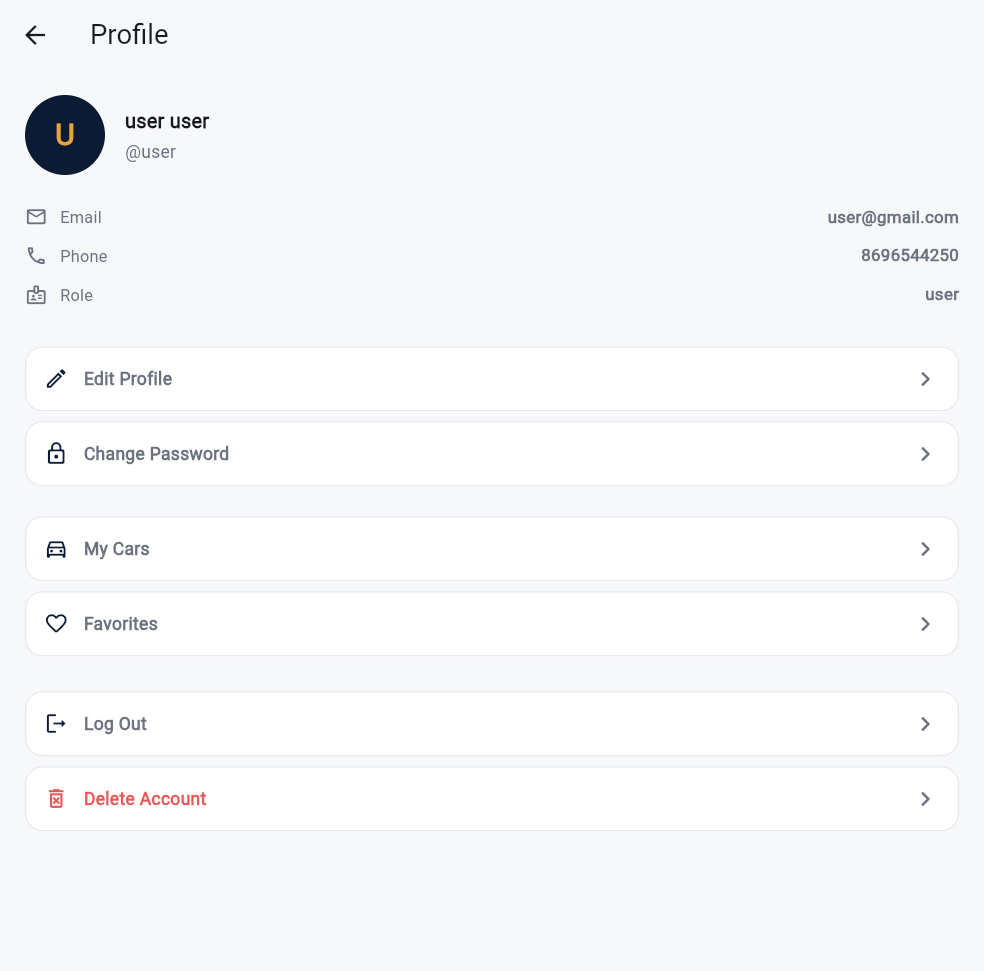 Profile
U
user user
@user
Email user@gmail.com
Phone 8696544250
Role user
Edit Profile
Change Password
My Cars
Favorites
Log Out
Delete Account